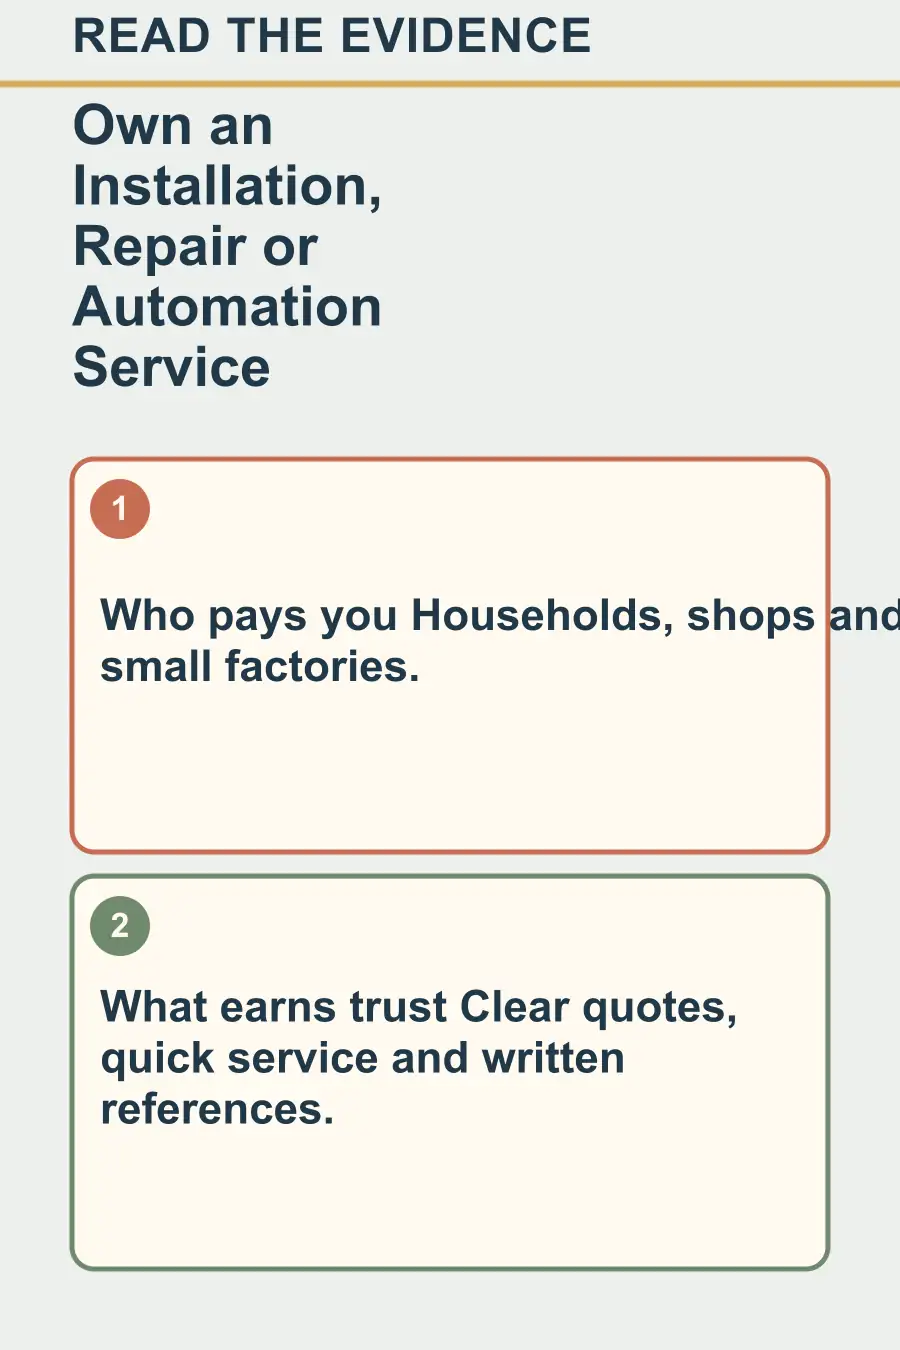 READ THE EVIDENCE
Own an
Installation,
Repair or
Automation
Service
1
Who pays you Households, shops and
small factories.
2
What earns trust Clear quotes,
quick service and written
references.